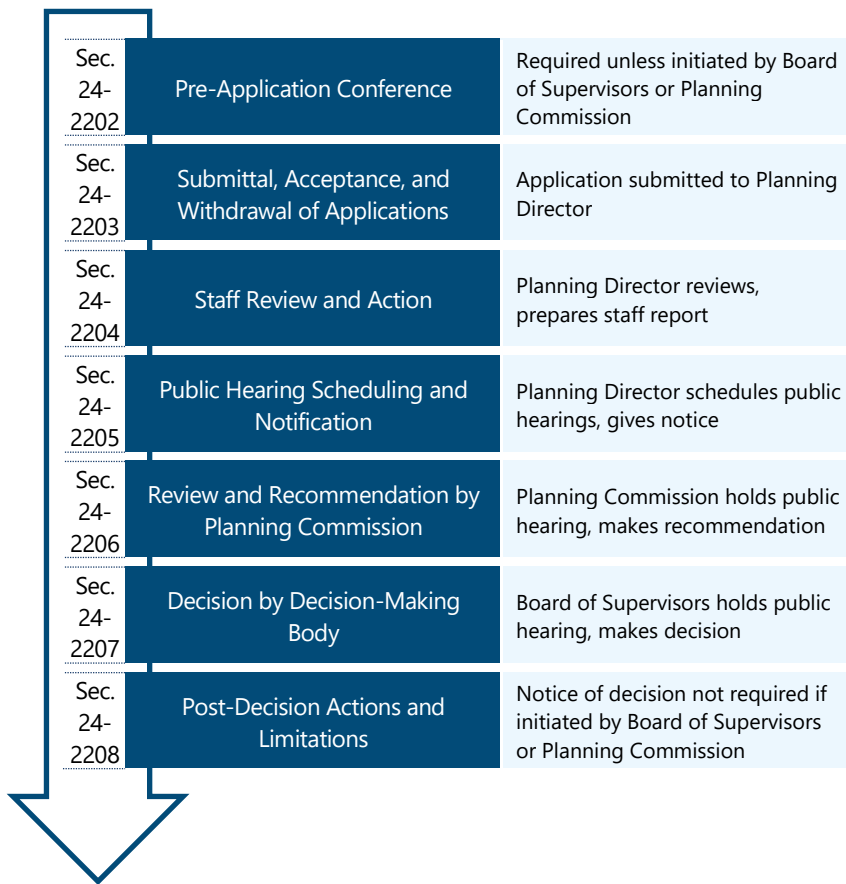 Sec.
24-
2202
Pre-Application Conference
Required unless initiated by Board
of Supervisors or Planning
Commission
Sec.
24-
2203
Submittal, Acceptance, and
Withdrawal of Applications
Application submitted to Planning
Director
Sec.
24-
2204
Staff Review and Action
Planning Director reviews,
prepares staff report
Sec.
24-
2205
Public Hearing Scheduling and
Notification
Planning Director schedules public
hearings, gives notice
Sec.
24-
2206
Review and Recommendation by
Planning Commission
Planning Commission holds public
hearing, makes recommendation
Sec.
24-
2207
Decision by Decision-Making
Body
Board of Supervisors holds public
hearing, makes decision
Sec.
24-
2208
Post-Decision Actions and
Limitations
Notice of decision not required if
initiated by Board of Supervisors
or Planning Commission